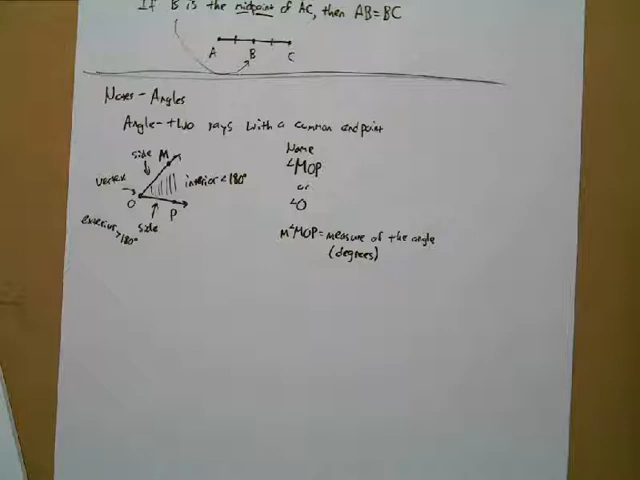 If B is the midpoint of AC, then AB=BC
A B C
Notes - Angles
Angle - two rays with a common endpoint
side M
vertex
interior < 180°
O P
exterior side
> 180°
Name
∠MOP
or
∠O
m∠MOP = measure of the angle
(degrees)